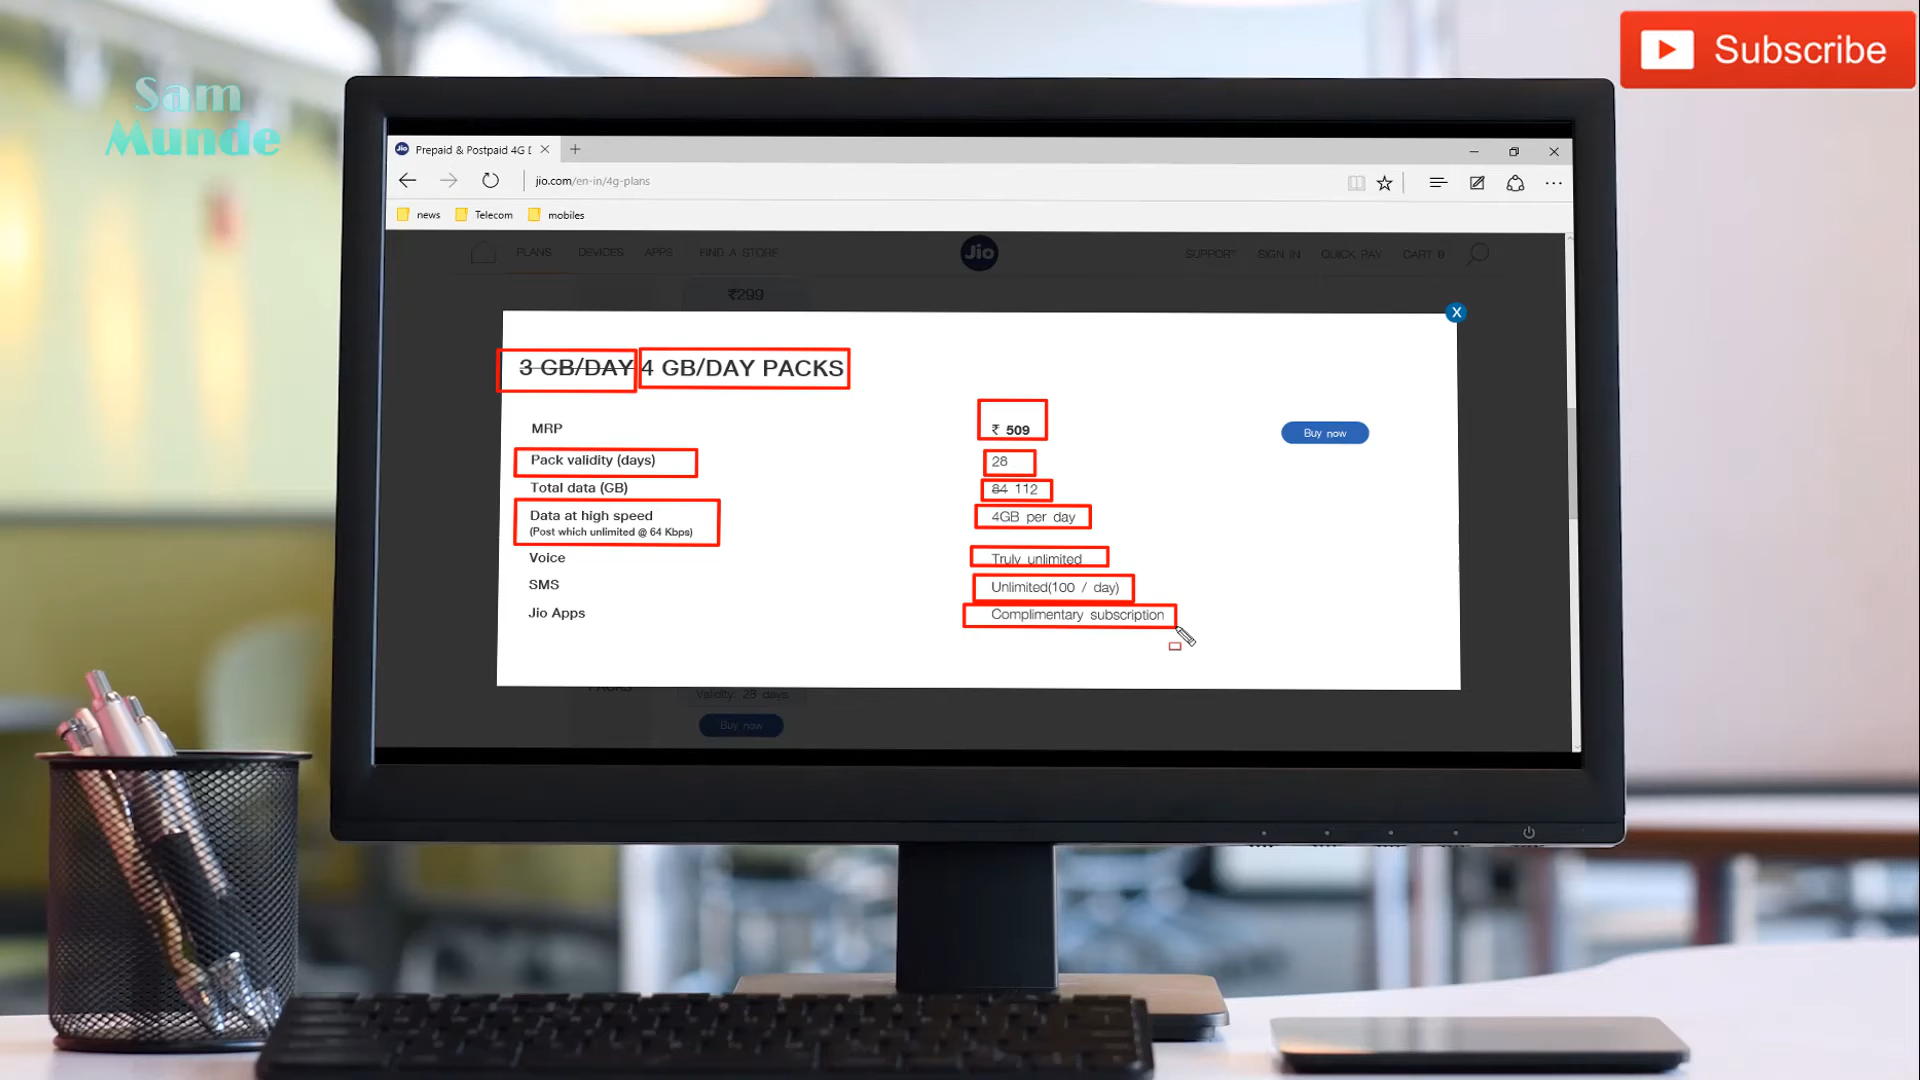 Subscribe
Sam
Munde
Prepaid & Postpaid 4G D
jio.com/en-in/4g-plans
news Telecom mobiles
PLANS DEVICES APPS FIND A STORE Jio SUPPORT SIGN IN QUICK PAY CART 0
₹299
X
3 GB/DAY 4 GB/DAY PACKS
MRP ₹ 509 Buy now
Pack validity (days) 28
Total data (GB) 84 112
Data at high speed 4GB per day
(Post which unlimited @ 64 Kbps)
Voice Truly unlimited
SMS Unlimited(100 / day)
Jio Apps Complimentary subscription
PACKS Validity: 28 days
Buy now